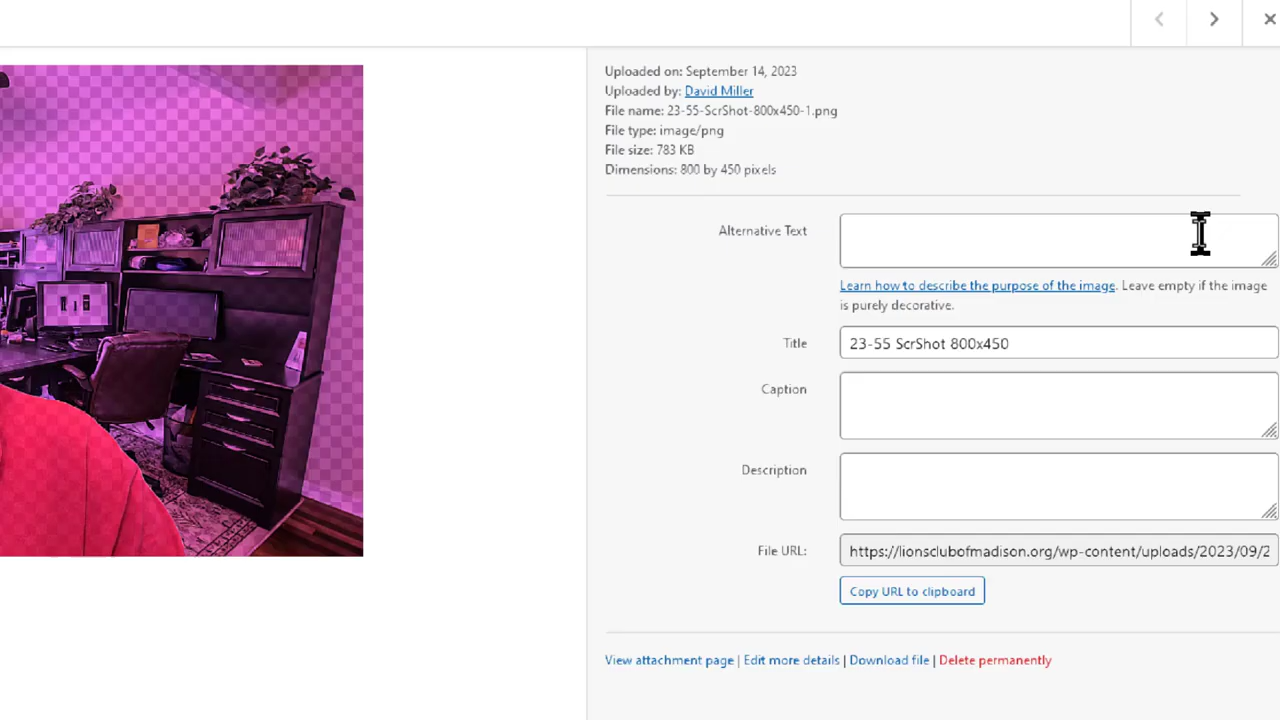 Uploaded on: September 14, 2023
Uploaded by: David Miller
File name: 23-55-ScrShot-800x450-1.png
File type: image/png
File size: 783 KB
Dimensions: 800 by 450 pixels
Alternative Text
Learn how to describe the purpose of the image. Leave empty if the image
is purely decorative.
Title
23-55 ScrShot 800x450
Caption
Description
File URL:
https://lionsclubofmadison.org/wp-content/uploads/2023/09/2
Copy URL to clipboard
View attachment page | Edit more details | Download file | Delete permanently